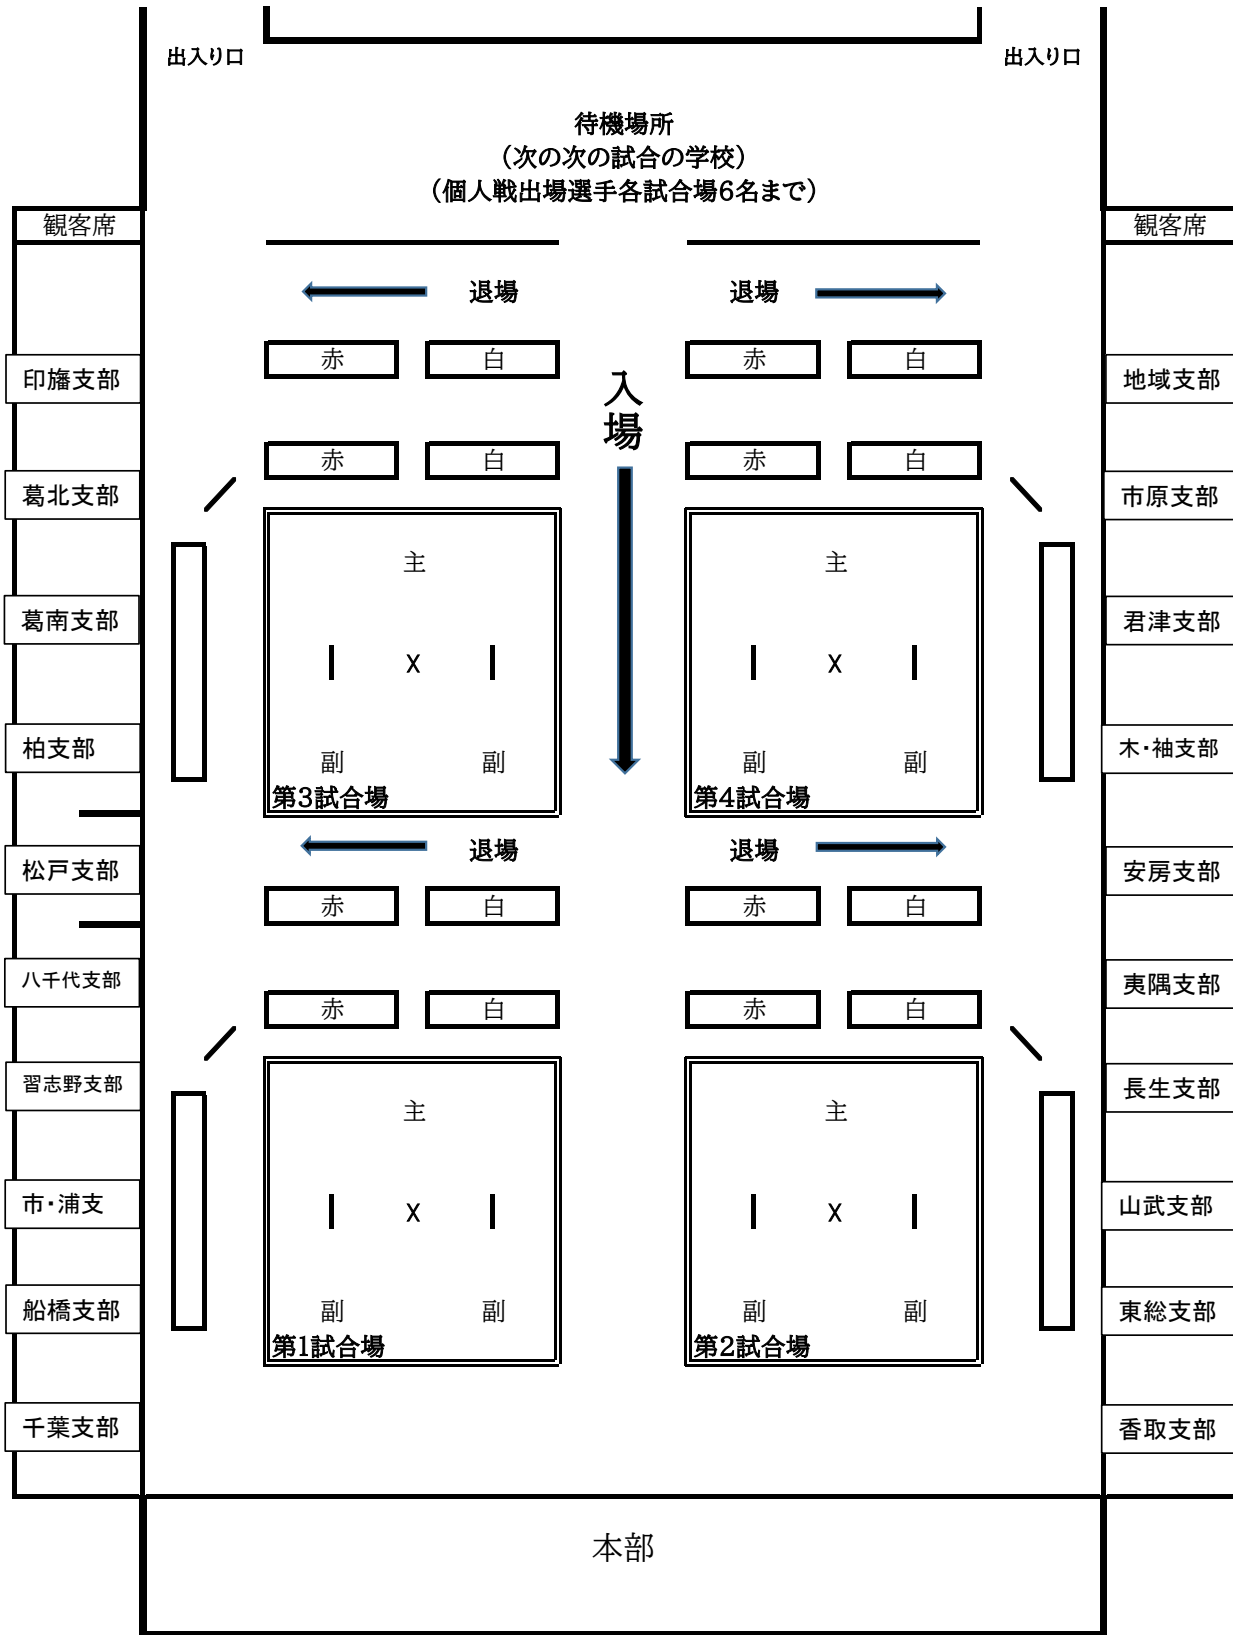 出入り口
出入り口
待機場所
（次の次の試合の学校）
（個人戦出場選手各試合場6名まで）
観客席
観客席
退場
退場
赤
白
赤
白
印旛支部
入場
地域支部
赤
白
赤
白
葛北支部
市原支部
主
主
葛南支部
君津支部
X
X
柏支部
木・袖支部
副
副
副
副
第3試合場
第4試合場
退場
退場
松戸支部
安房支部
赤
白
赤
白
八千代支部
夷隅支部
赤
白
赤
白
習志野支部
長生支部
主
主
市・浦支
山武支部
X
X
船橋支部
東総支部
副
副
副
副
第1試合場
第2試合場
千葉支部
香取支部
本部